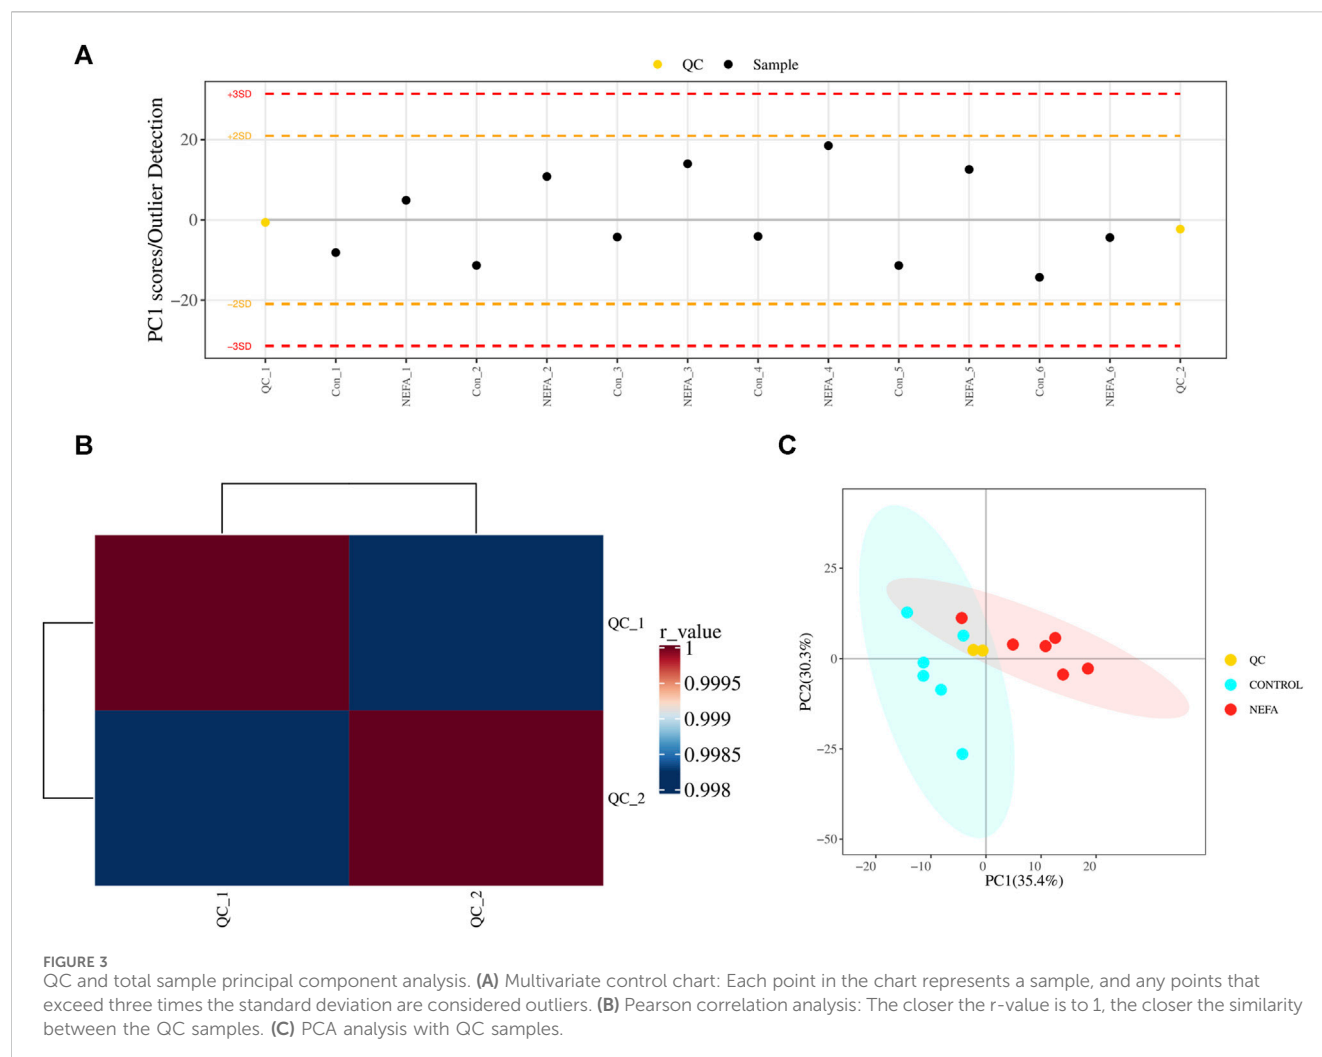 A
QC
Sample
PC1 scores/Outlier Detection
+3SD
+2SD
−2SD
−3SD
20
0
−20
QC_1
Con_1
NEFA_1
Con_2
NEFA_2
Con_3
NEFA_3
Con_4
NEFA_4
Con_5
NEFA_5
Con_6
NEFA_6
QC_2
B
QC_1
QC_2
QC_1
QC_2
r_value
1
0.9995
0.999
0.9985
0.998
C
PC2(30.3%)
25
0
−25
−50
−20
−10
0
10
20
PC1(35.4%)
QC
CONTROL
NEFA
FIGURE 3
QC and total sample principal component analysis. (A) Multivariate control chart: Each point in the chart represents a sample, and any points that
exceed three times the standard deviation are considered outliers. (B) Pearson correlation analysis: The closer the r-value is to 1, the closer the similarity
between the QC samples. (C) PCA analysis with QC samples.